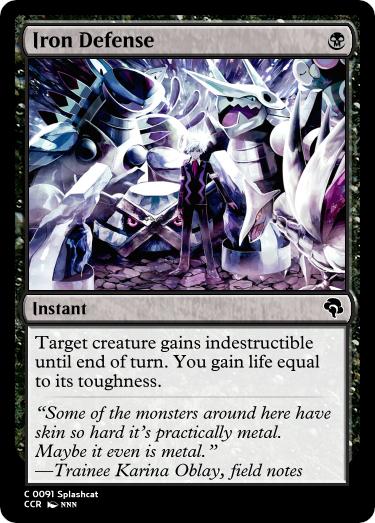 Iron Defense
Instant
Target creature gains indestructible
until end of turn. You gain life equal
to its toughness.
“Some of the monsters around here have
skin so hard it’s practically metal.
Maybe it even is metal.”
—Trainee Karina Oblay, field notes
C 0091 Splashcat
CCR NNN